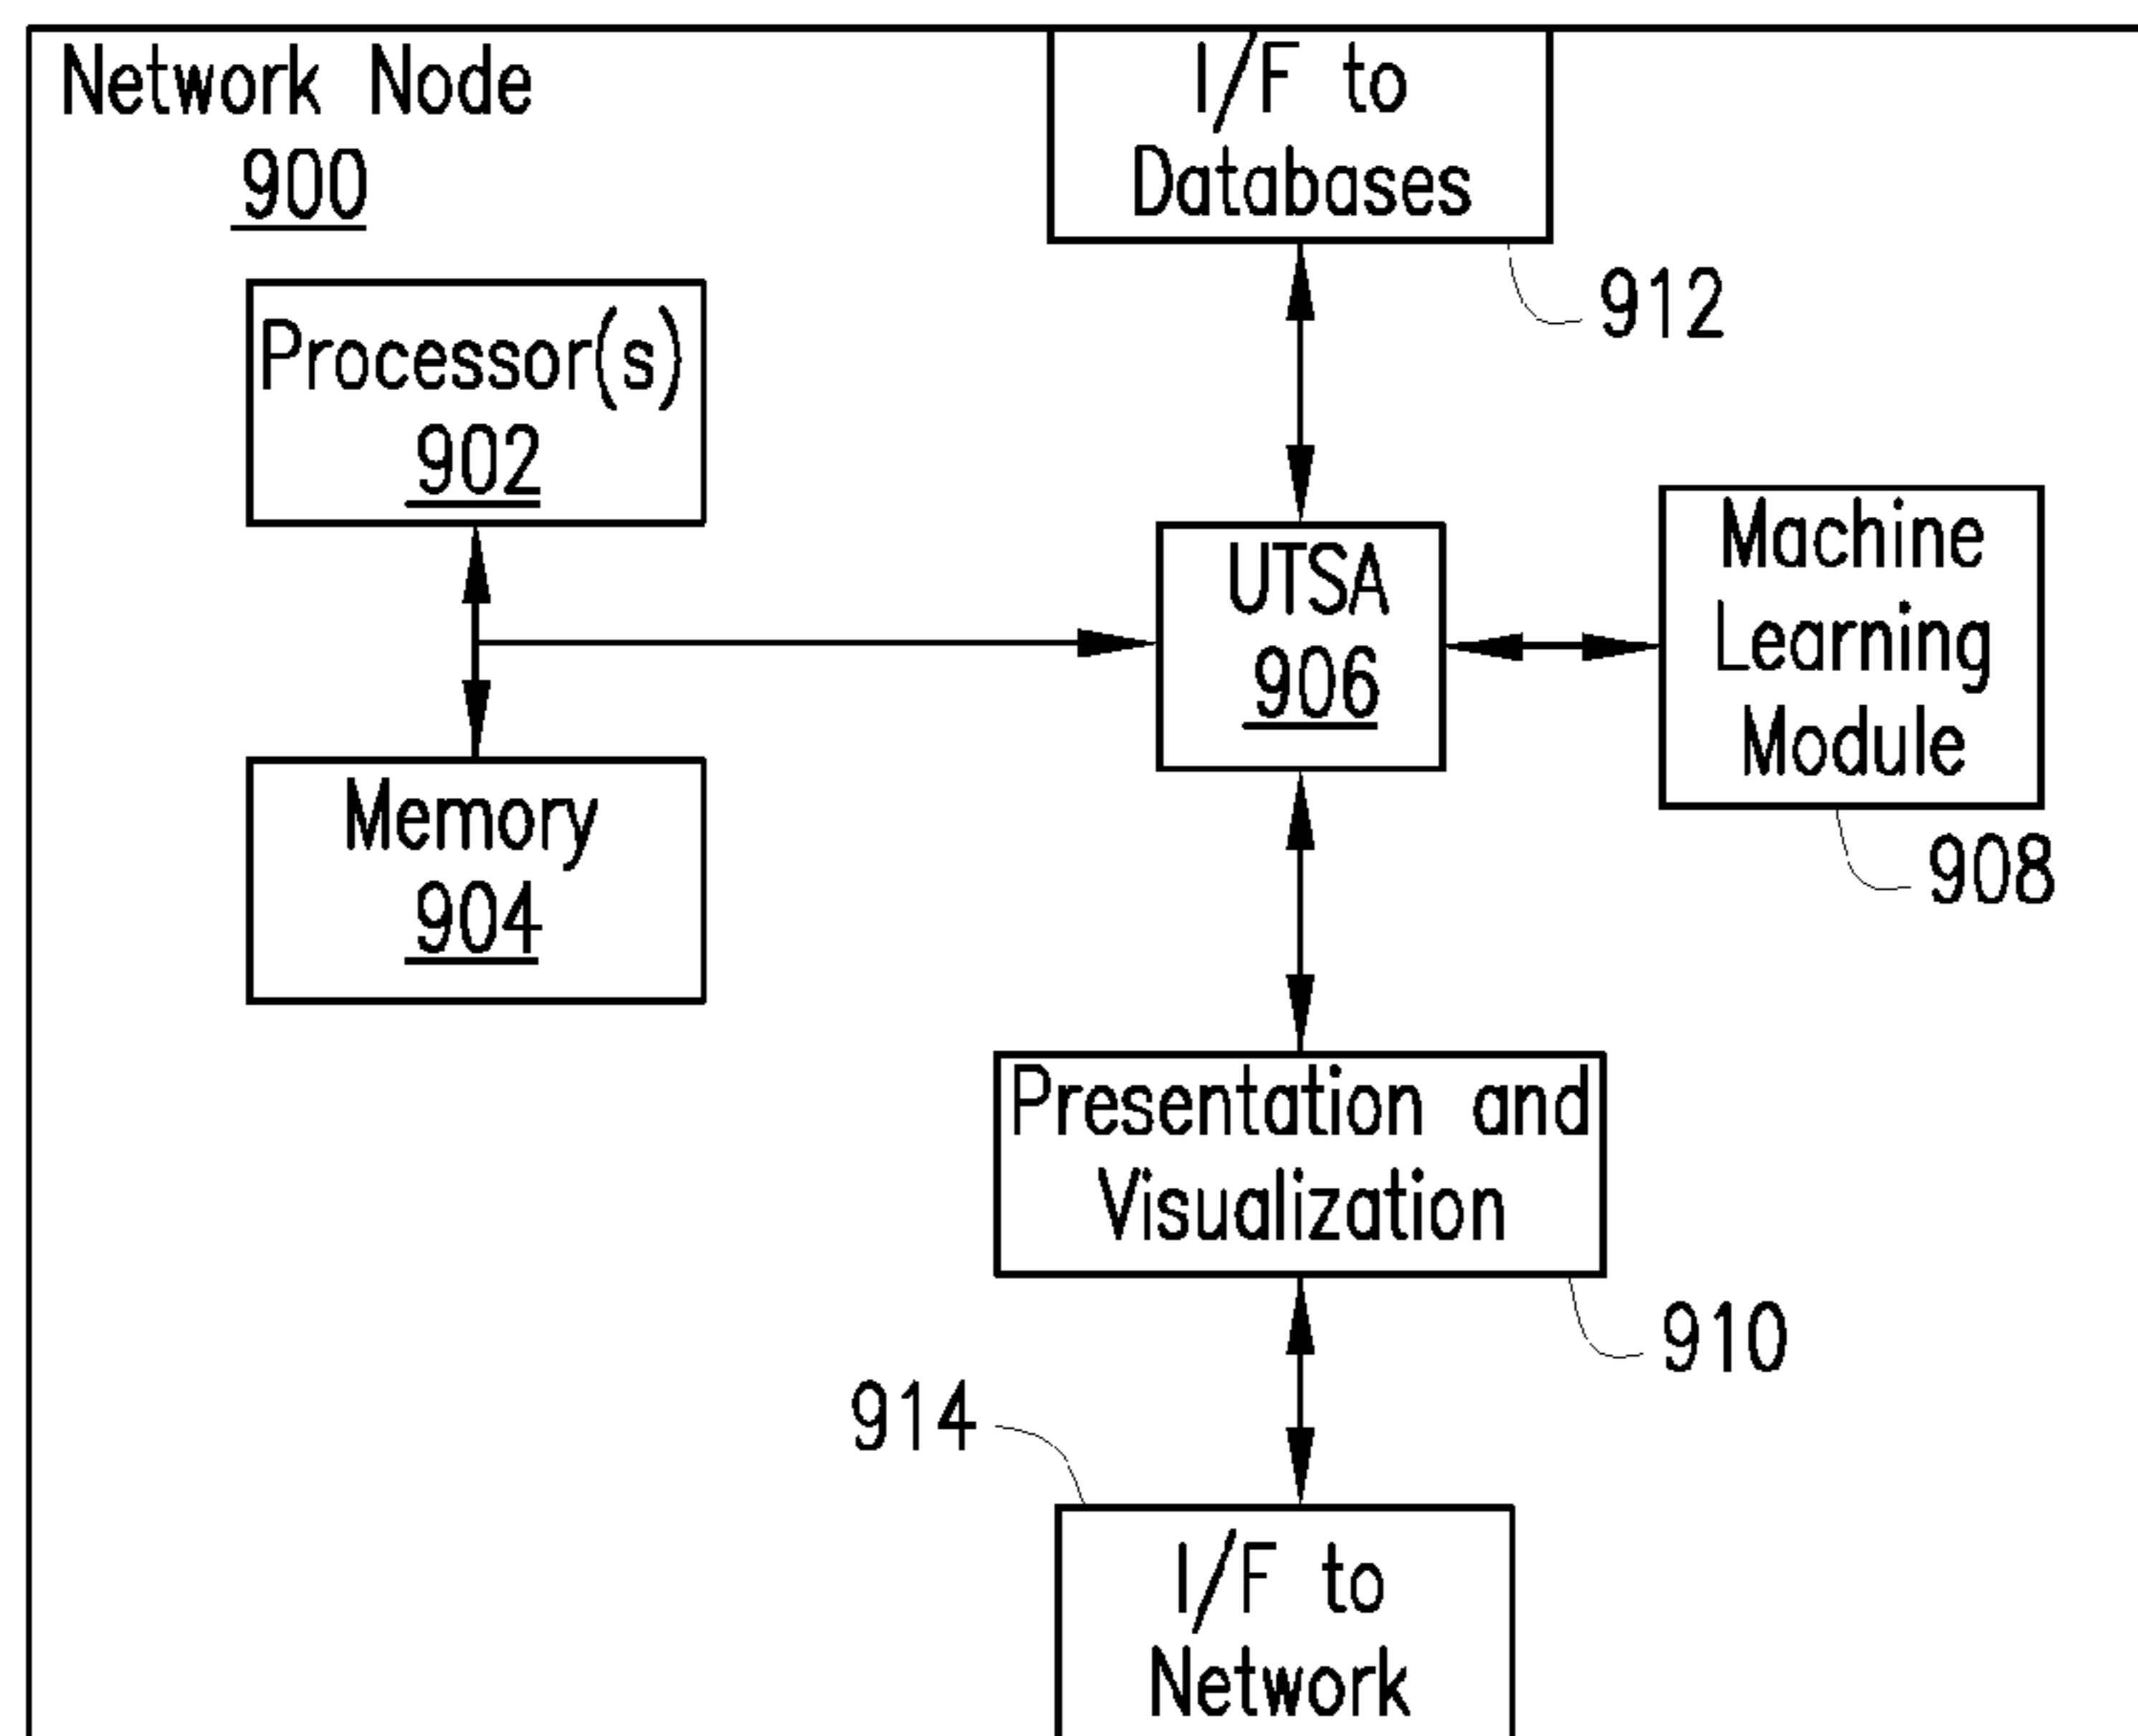 Network Node
900
I/F to
Databases
912
Processor(s)
902
UTSA
906
Machine
Learning
Module
908
Memory
904
Presentation and
Visualization
910
914
I/F to
Network